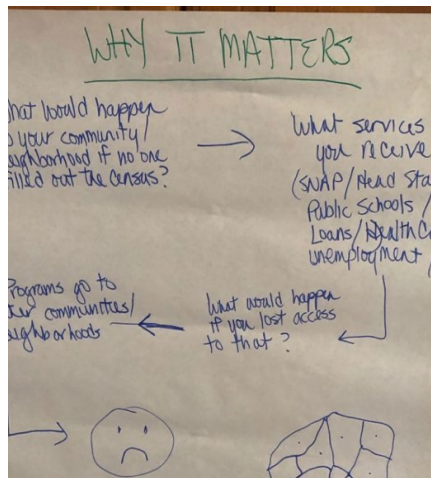 WHY IT MATTERS
hat would happen
your community/
ighborhood if no one
illed out the census?
What services
you receive
(SNAP/Head Sta
Public Schools /
Loans/Health C
unemployment /
What would happen
if you lost access
to that?
Programs go to
er communities/
ighborhoods